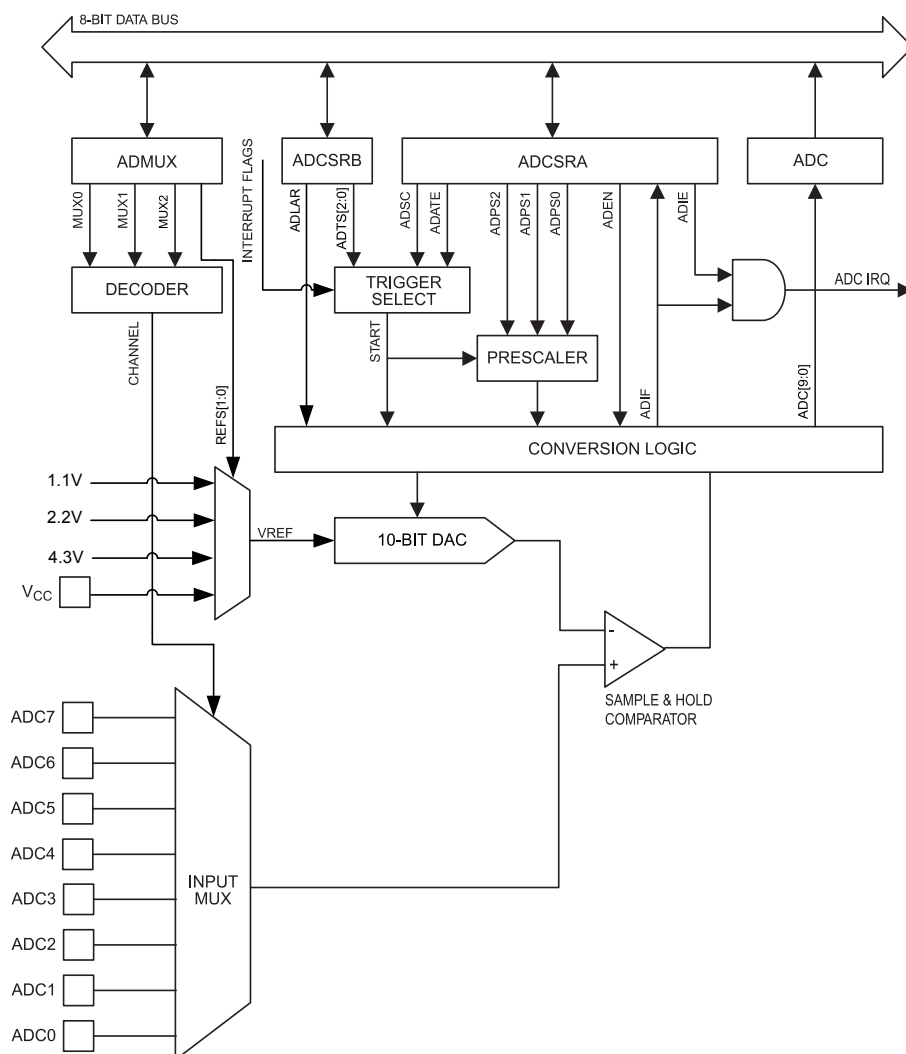 8-BIT DATA BUS
ADMUX
ADCSRB
ADCSRA
ADC
MUX0
MUX1
MUX2
INTERRUPT FLAGS
ADLAR
ADTS[2:0]
ADSC
ADATE
ADPS2
ADPS1
ADPS0
ADEN
ADIE
DECODER
TRIGGER
SELECT
ADC IRQ
CHANNEL
REFS[1:0]
START
PRESCALER
ADIF
ADC[9:0]
CONVERSION LOGIC
1.1V
2.2V
4.3V
VCC
VREF
10-BIT DAC
-
+
SAMPLE & HOLD
COMPARATOR
ADC7
ADC6
ADC5
ADC4
ADC3
ADC2
ADC1
ADC0
INPUT
MUX